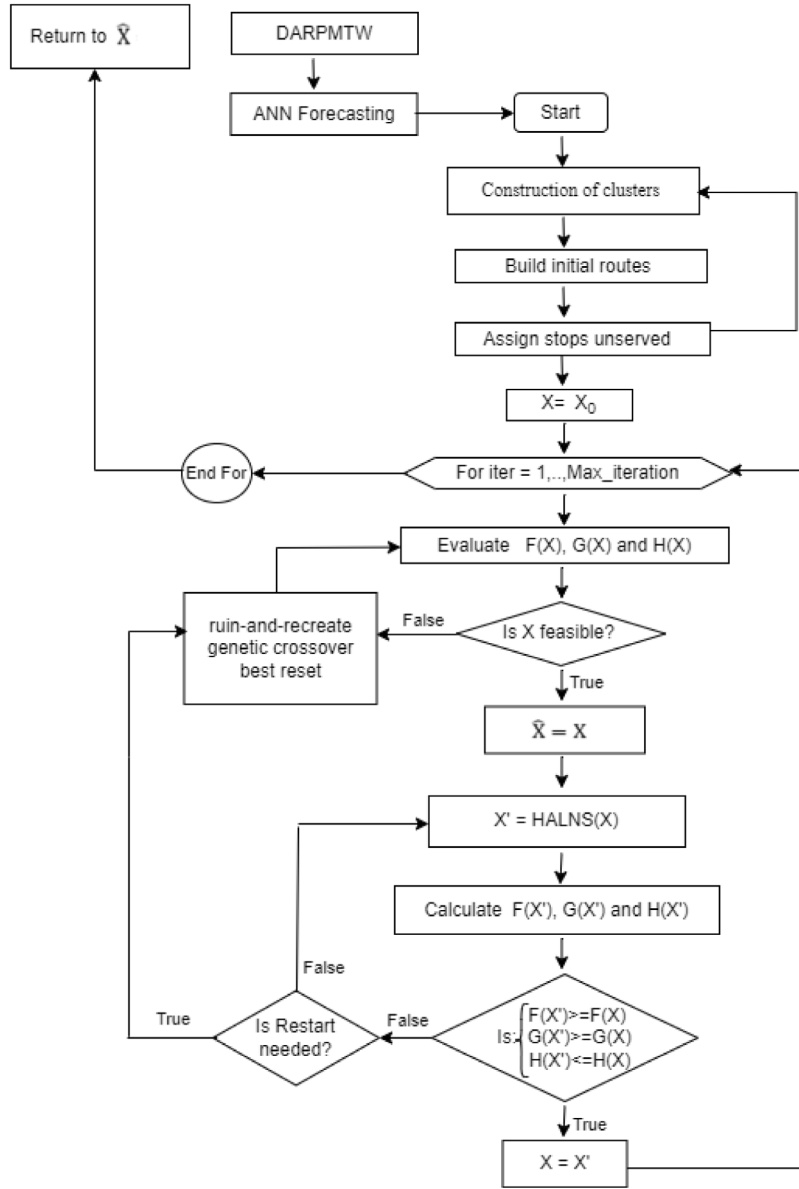 Return to X̂
DARPMTW
ANN Forecasting
Start
Construction of clusters
Build initial routes
Assign stops unserved
X= X₀
End For
For iter = 1,..,Max_iteration
Evaluate F(X), G(X) and H(X)
ruin-and-recreate
genetic crossover
best reset
False
Is X feasible?
True
X̂ = X
X' = HALNS(X)
Calculate F(X'), G(X') and H(X')
False
True
Is Restart
needed?
False
Is:
F(X')>=F(X)
G(X')>=G(X)
H(X')<=H(X)
True
X = X'